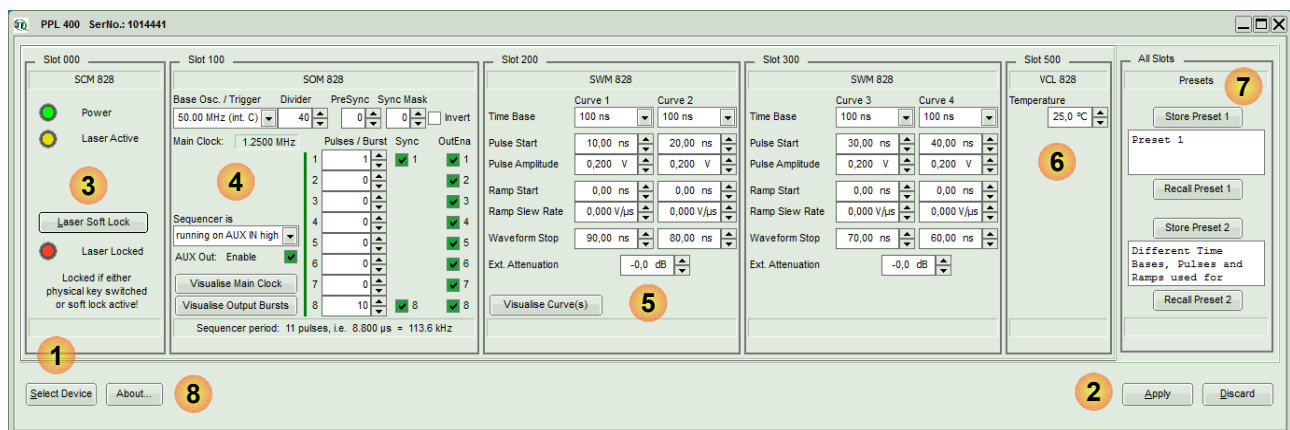 PPL 400 SerNo.: 1014441
Slot 000
SCM 828
Power
Laser Active
3
Laser Soft Lock
Laser Locked
Locked if either
physical key switched
or soft lock active!
Slot 100
SOM 828
Base Osc. / Trigger Divider PreSync Sync Mask
50.00 MHz (int. C) 40 0 0 Invert
Main Clock: 1.2500 MHz Pulses / Burst Sync OutEna
1 1 1 1
2 0 2
4
3 0 3
Sequencer is
4 0 4
running on AUX IN high
5 0 5
AUX Out: Enable
6 0 6
Visualise Main Clock 7 0 7
Visualise Output Bursts 8 10 8 8
Sequencer period: 11 pulses, i.e. 8.800 µs = 113.6 kHz
Slot 200
SWM 828
Curve 1 Curve 2
Time Base 100 ns 100 ns
Pulse Start 10,00 ns 20,00 ns
Pulse Amplitude 0,200 V 0,200 V
Ramp Start 0,00 ns 0,00 ns
Ramp Slew Rate 0,000 V/µs 0,000 V/µs
Waveform Stop 90,00 ns 80,00 ns
Ext. Attenuation -0,0 dB
Visualise Curve(s) 5
Slot 300
SWM 828
Curve 3 Curve 4
Time Base 100 ns 100 ns
Pulse Start 30,00 ns 40,00 ns
Pulse Amplitude 0,200 V 0,200 V
Ramp Start 0,00 ns 0,00 ns
Ramp Slew Rate 0,000 V/µs 0,000 V/µs
Waveform Stop 70,00 ns 60,00 ns
Ext. Attenuation -0,0 dB
Slot 500
VCL 828
Temperature
25,0 ºC
6
All Slots
Presets 7
Store Preset 1
Preset 1
Recall Preset 1
Store Preset 2
Different Time
Bases, Pulses and
Ramps used for
Recall Preset 2
1
Select Device About... 8 2 Apply Discard